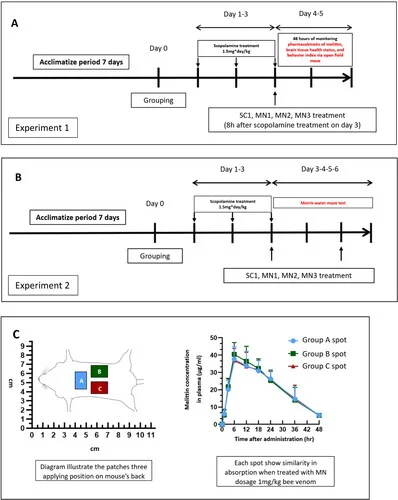 A
Day 1-3
Day 4-5
Day 0
Scopolamine treatment
1.5mg*day/kg
48 hours of monitoring
pharmacokinetic of melittin,
brain tissue health status, and
behavior index via open field
maze
Acclimatize period 7 days
Grouping
SC1, MN1, MN2, MN3 treatment
(8h after scopolamine treatment on day 3)
Experiment 1
B
Day 1-3
Day 3-4-5-6
Day 0
Scopolamine treatment
1.5mg*day/kg
Morris water maze test
Acclimatize period 7 days
Grouping
SC1, MN1, MN2, MN3 treatment
Experiment 2
C
cm
9
8
7
6
5
4
3
2
1
0
A
B
C
0 1 2 3 4 5 6 7 8 9 10 11
cm
Diagram Illustrate the patches three
applying position on mouse's back
Melittin concentration
in plasma (µg/ml)
50
40
30
20
10
0
Group A spot
Group B spot
Group C spot
0 6 12 18 24 30 36 42 48
Time after administration (hr)
Each spot show similarity in
absorption when treated with MN
dosage 1mg/kg bee venom